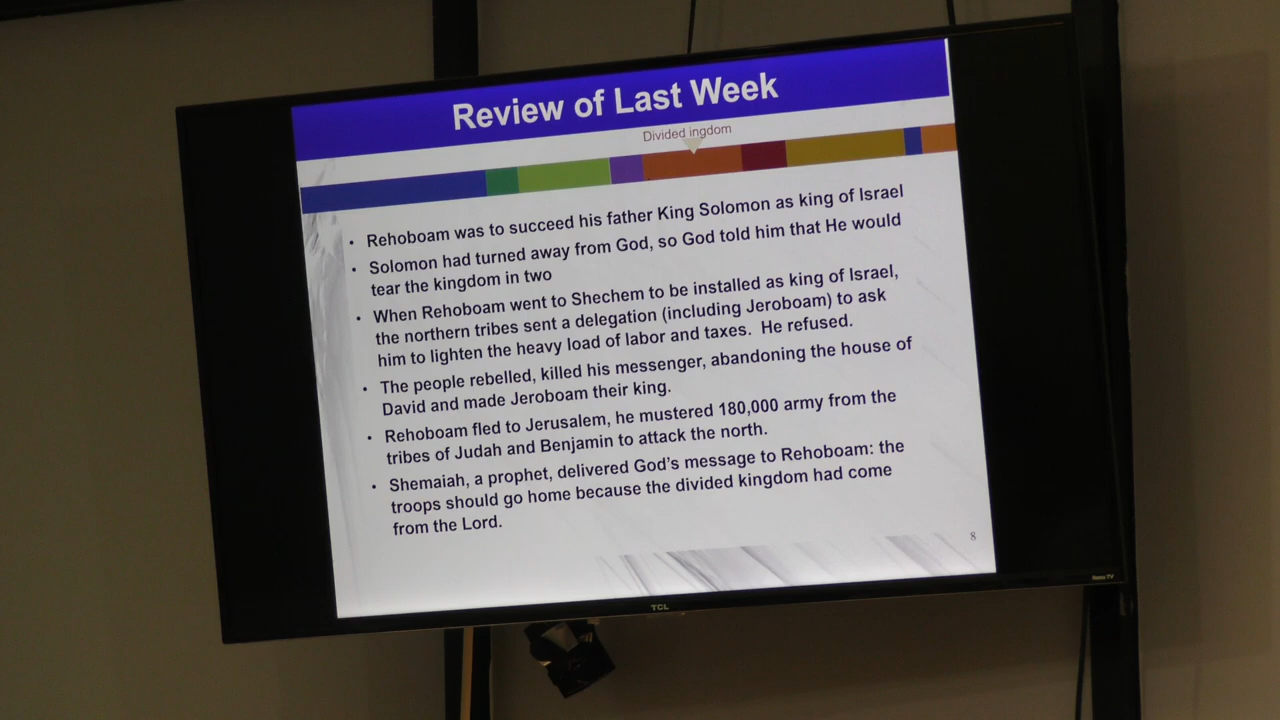 Review of Last Week
Divided ingdom
• Rehoboam was to succeed his father King Solomon as king of Israel
• Solomon had turned away from God, so God told him that He would
tear the kingdom in two
• When Rehoboam went to Shechem to be installed as king of Israel,
the northern tribes sent a delegation (including Jeroboam) to ask
him to lighten the heavy load of labor and taxes. He refused.
• The people rebelled, killed his messenger, abandoning the house of
David and made Jeroboam their king.
• Rehoboam fled to Jerusalem, he mustered 180,000 army from the
tribes of Judah and Benjamin to attack the north.
• Shemaiah, a prophet, delivered God's message to Rehoboam: the
troops should go home because the divided kingdom had come
from the Lord.
8
Roku TV
TCL